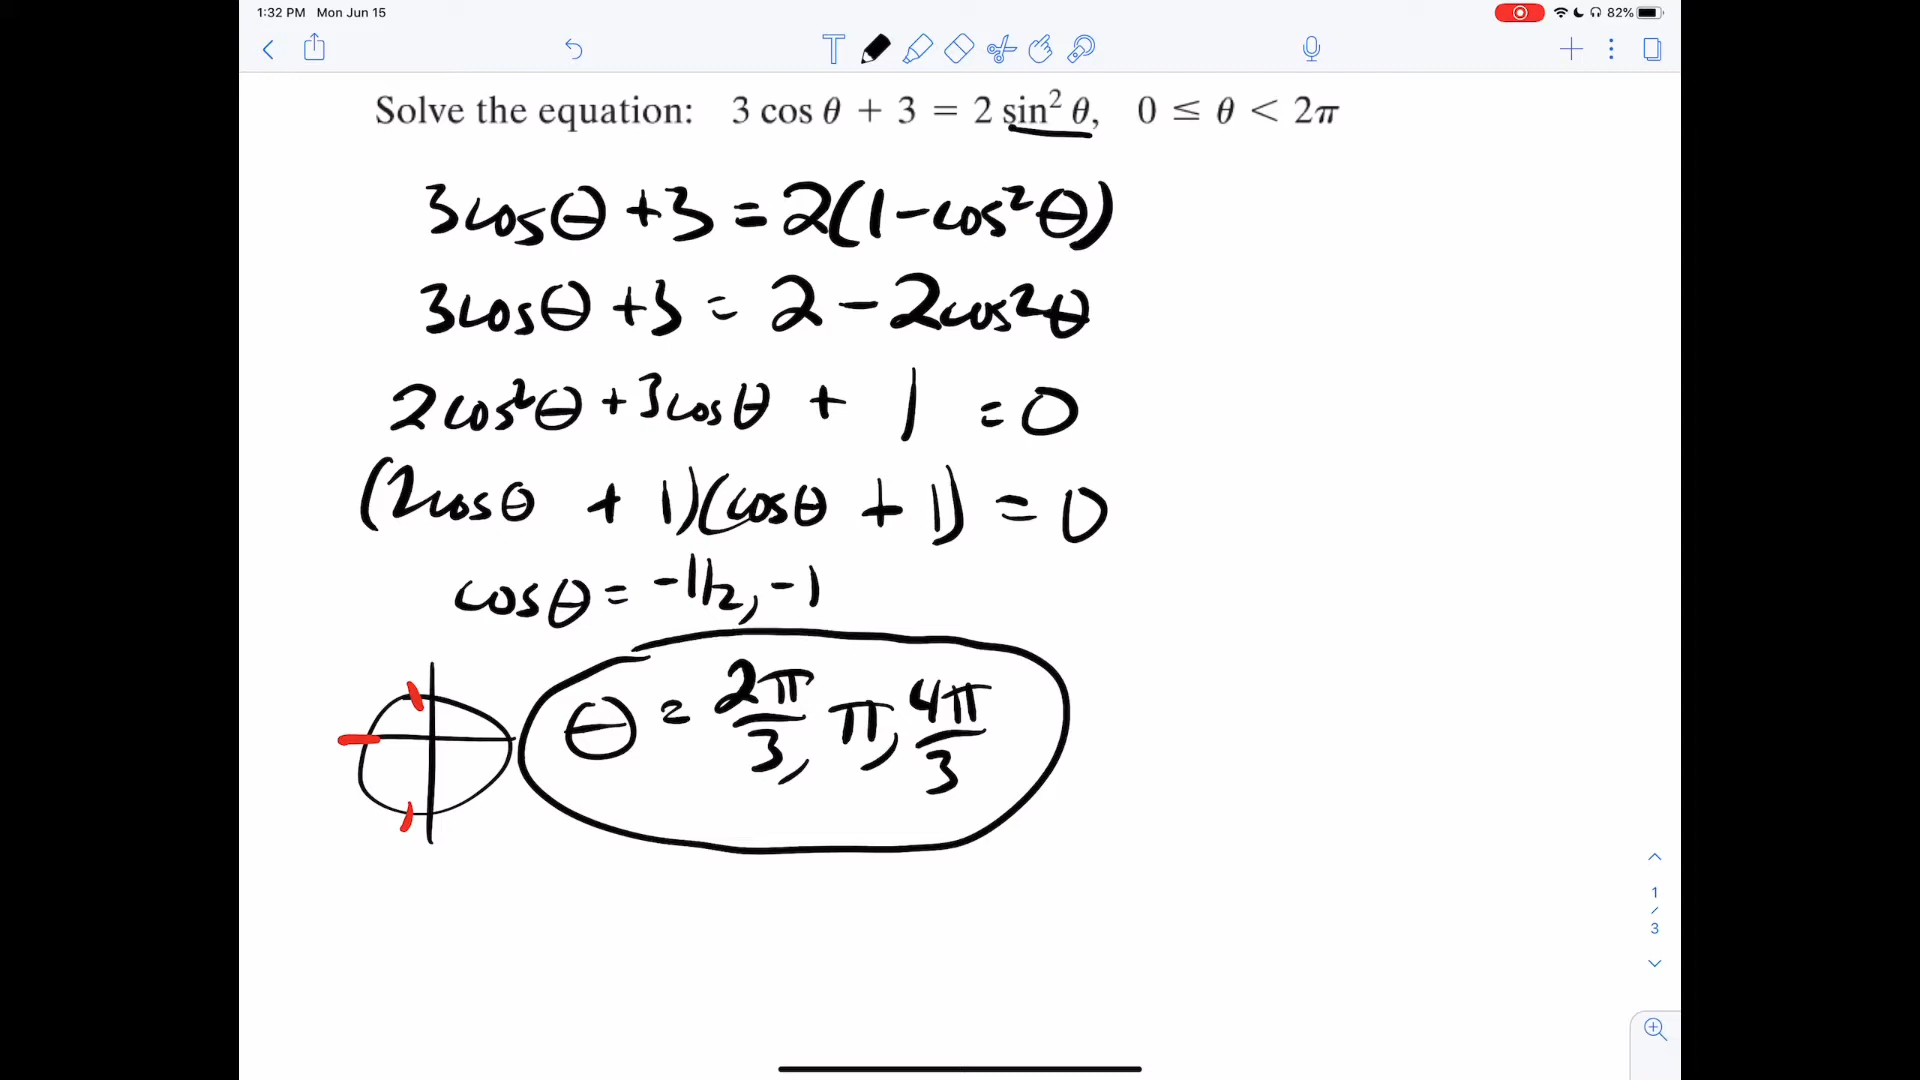 1:32 PM Mon Jun 15
82%
Solve the equation: 3 cos θ + 3 = 2 sin² θ, 0 ≤ θ < 2π
3cosθ + 3 = 2(1 - cos²θ)
3cosθ + 3 = 2 - 2cos²θ
2cos²θ + 3cosθ + 1 = 0
(2cosθ + 1)(cosθ + 1) = 0
cosθ = -1/2, -1
θ = 2π/3, π, 4π/3
1
/
3